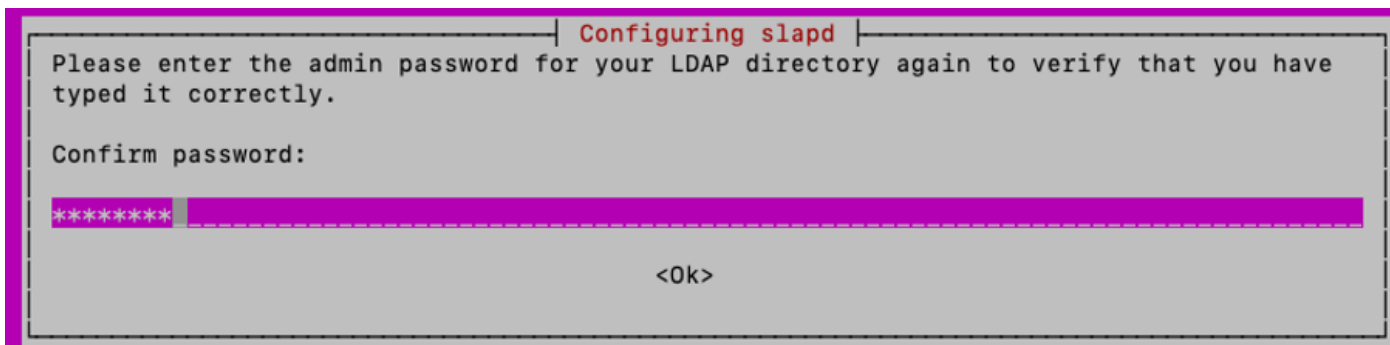 Configuring slapd
Please enter the admin password for your LDAP directory again to verify that you have
typed it correctly.
Confirm password:
********
<Ok>